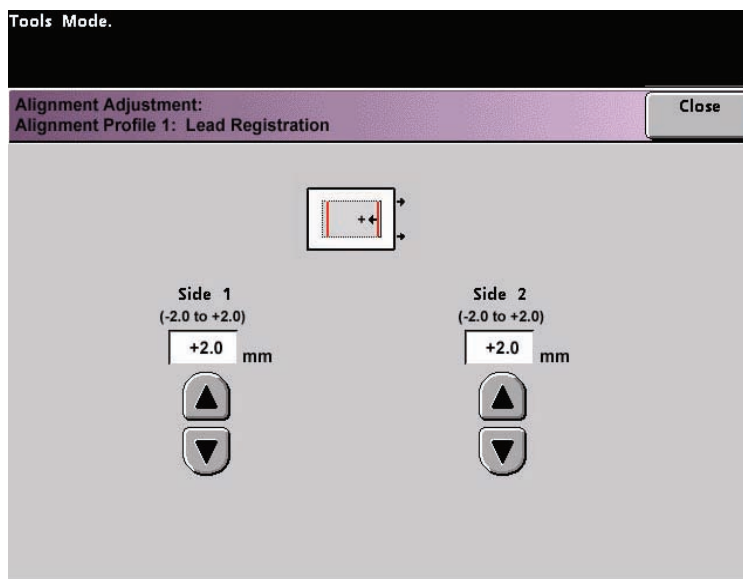 Tools Mode.
Alignment Adjustment:
Close
Alignment Profile 1: Lead Registration
+
Side 1
Side 2
(-2.0 to +2.0)
(-2.0 to +2.0)
+2.0 mm
+2.0 mm